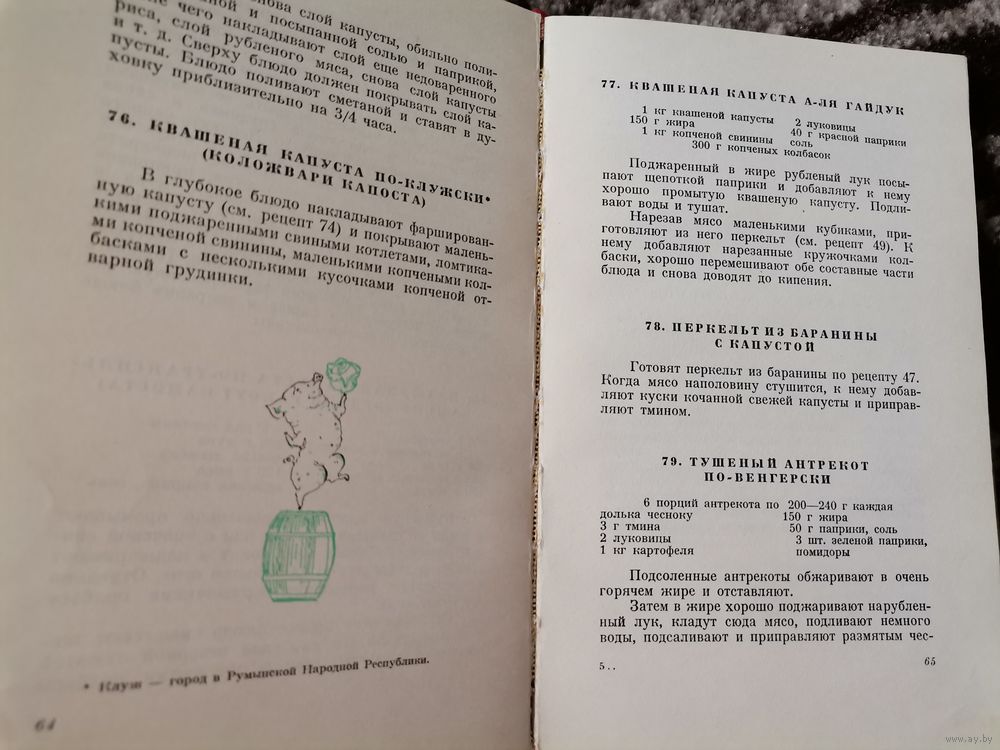 снова слой капусты, обильно поли-
и посыпанной солью и паприкой,
чего накладывают слой еще недоваренного
риса, слой рубленого мяса, снова слой капусты
и т. д. Сверху блюдо должен покрывать слой ка-
пусты. Блюдо поливают сметаной и ставят в ду-
ховку приблизительно на 3/4 часа.
76. КВАШЕНАЯ КАПУСТА ПО-КЛУЖСКИ*
(КОЛОЖВАРИ КАПОСТА)
В глубокое блюдо накладывают фарширован-
ную капусту (см. рецепт 74) и покрывают малень-
кими поджаренными свиными котлетами, ломтика-
ми копченой свинины, маленькими копчеными кол-
басками с несколькими кусочками копченой от-
варной грудинки.
* Клуж — город в Румынской Народной Республики.
64
77. КВАШЕНАЯ КАПУСТА А-ЛЯ ГАЙДУК
1 кг квашеной капусты 2 луковицы
150 г жира 40 г красной паприки
1 кг копченой свинины соль
300 г копченых колбасок
Поджаренный в жире рубленый лук посы-
пают щепоткой паприки и добавляют к нему
хорошо промытую квашеную капусту. Подли-
вают воды и тушат.
Нарезав мясо маленькими кубиками, при-
готовляют из него перкельт (см. рецепт 49). К
нему добавляют нарезанные кружочками кол-
баски, хорошо перемешивают обе составные части
блюда и снова доводят до кипения.
78. ПЕРКЕЛЬТ ИЗ БАРАНИНЫ
С КАПУСТОЙ
Готовят перкельт из баранины по рецепту 47.
Когда мясо наполовину стушится, к нему добав-
ляют куски кочанной свежей капусты и приправ-
ляют тмином.
79. ТУШЕНЫЙ АНТРЕКОТ
ПО-ВЕНГЕРСКИ
6 порций антрекота по 200—240 г каждая
долька чесноку 150 г жира
3 г тмина 50 г паприки, соль
2 луковицы 3 шт. зеленой паприки,
1 кг картофеля помидоры
Подсоленные антрекоты обжаривают в очень
горячем жире и отставляют.
Затем в жире хорошо поджаривают нарублен-
ный лук, кладут сюда мясо, подливают немного
воды, подсаливают и приправляют размятым чес-
5.. 65
www.ay.by